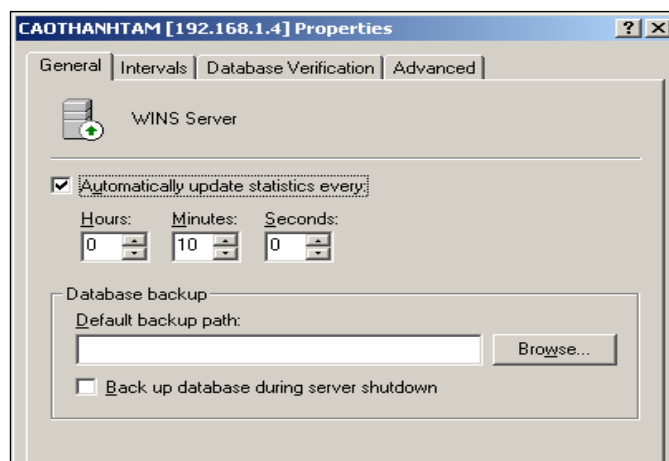 CAOTHANHTAM [192.168.1.4] Properties
General Intervals Database Verification Advanced
WINS Server
Automatically update statistics every:
Hours: Minutes: Seconds:
0 10 0
Database backup
Default backup path:
Browse...
Back up database during server shutdown